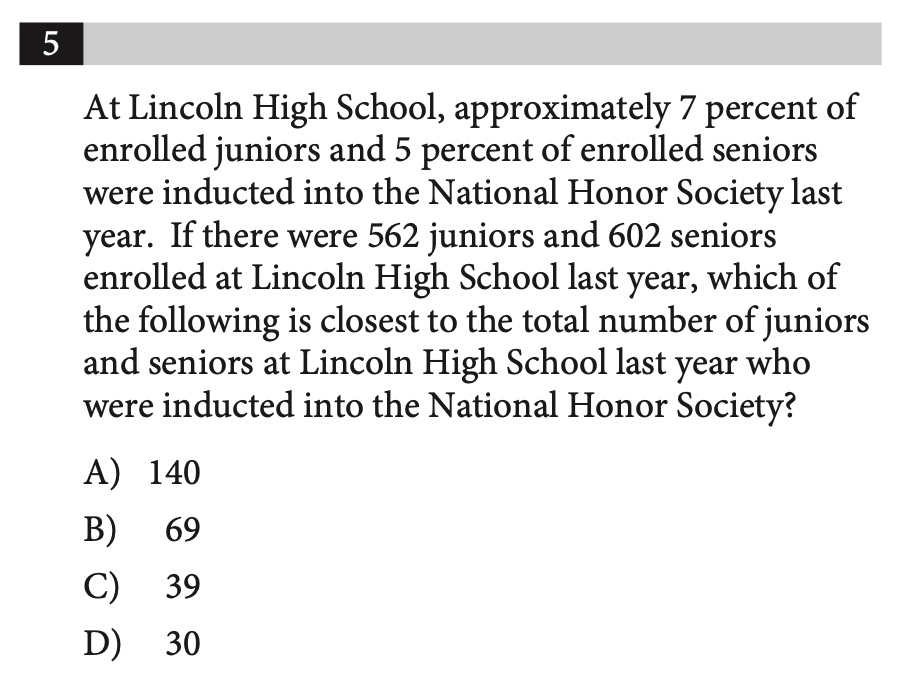 5
At Lincoln High School, approximately 7 percent of
enrolled juniors and 5 percent of enrolled seniors
were inducted into the National Honor Society last
year. If there were 562 juniors and 602 seniors
enrolled at Lincoln High School last year, which of
the following is closest to the total number of juniors
and seniors at Lincoln High School last year who
were inducted into the National Honor Society?
A) 140
B) 69
C) 39
D) 30